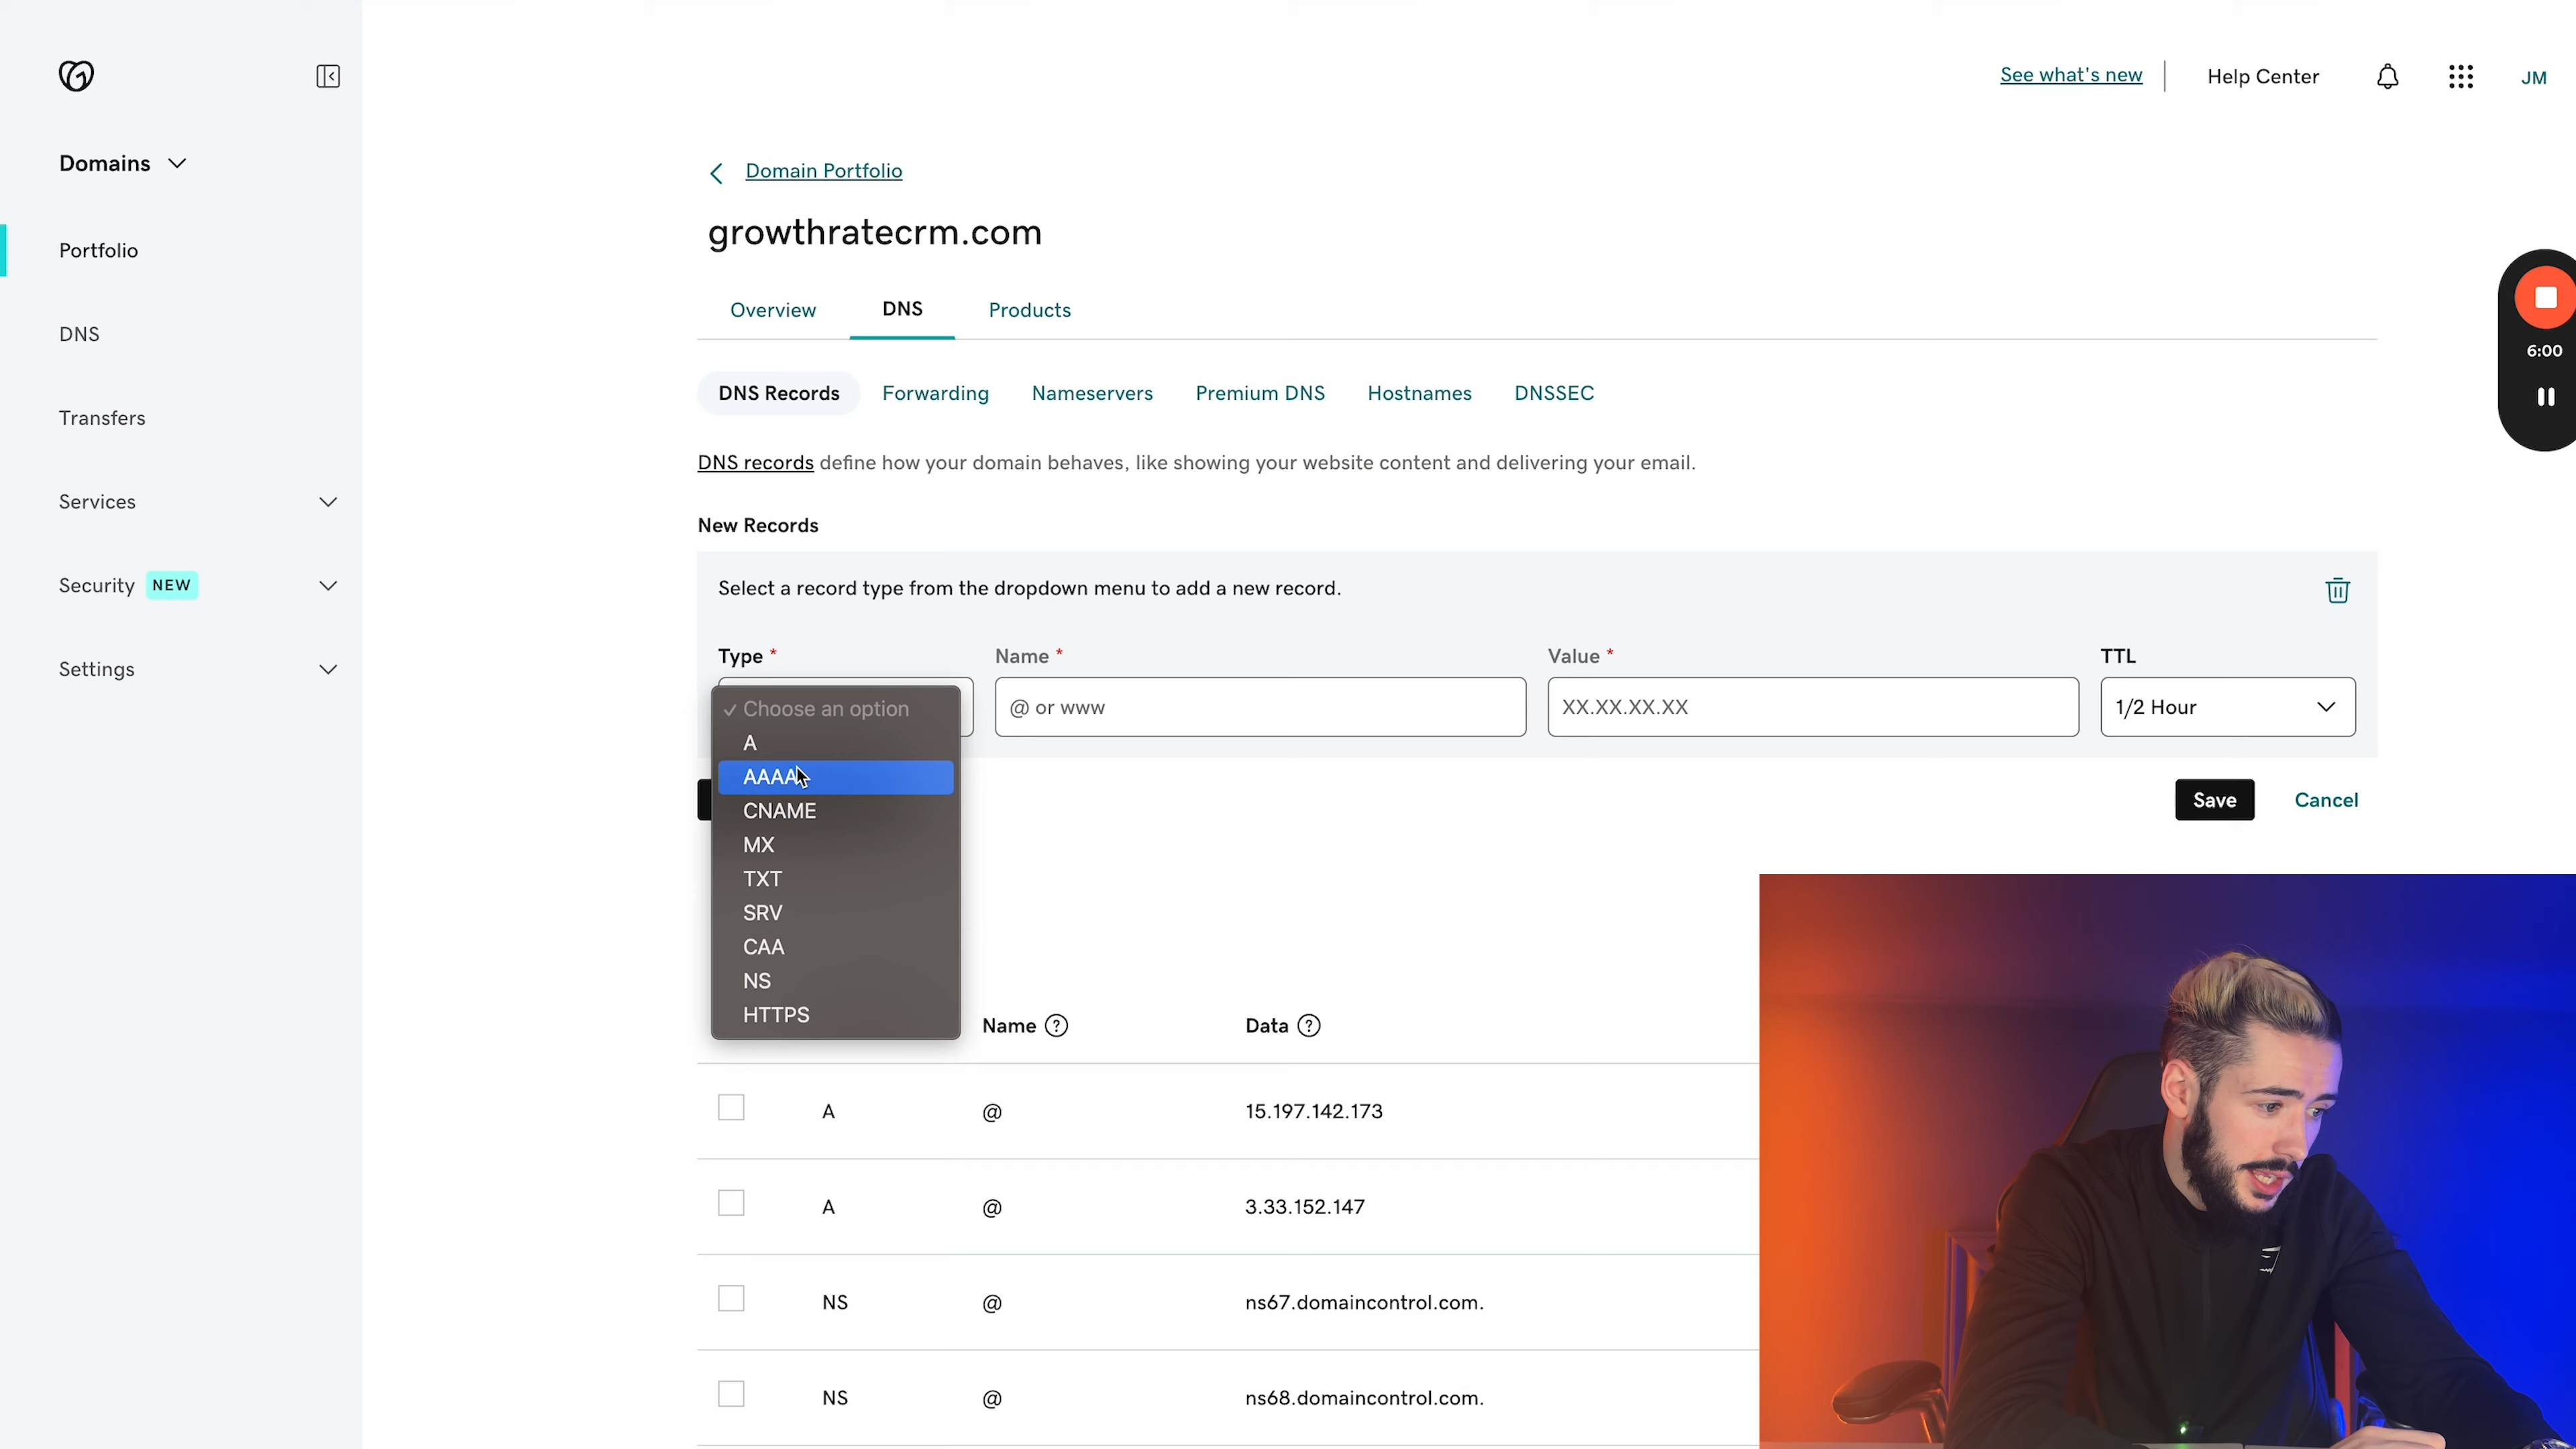 See what's new
Help Center
JM
Domains
Portfolio
DNS
Transfers
Services
Security NEW
Settings
Domain Portfolio
growthratecrm.com
Overview DNS Products
DNS Records Forwarding Nameservers Premium DNS Hostnames DNSSEC
DNS records define how your domain behaves, like showing your website content and delivering your email.
New Records
Select a record type from the dropdown menu to add a new record.
Type * Name * Value * TTL
✓ Choose an option
A
AAAA
CNAME
MX
TXT
SRV
CAA
NS
HTTPS
@ or www
XX.XX.XX.XX
1/2 Hour
Save Cancel
Name ? Data ?
A @ 15.197.142.173
A @ 3.33.152.147
NS @ ns67.domaincontrol.com.
NS @ ns68.domaincontrol.com.
6:00